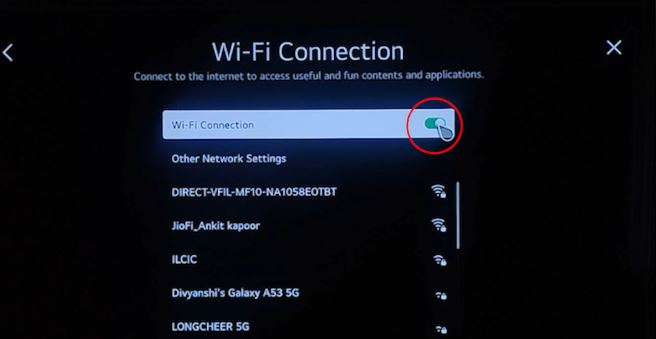 Wi-Fi Connection
Connect to the internet to access useful and fun contents and applications.
Wi-Fi Connection
Other Network Settings
DIRECT-VFIL-MF10-NA1058EOTBT
JioFi_Ankit kapoor
ILCIC
Divyanshi's Galaxy A53 5G
LONGCHEER 5G